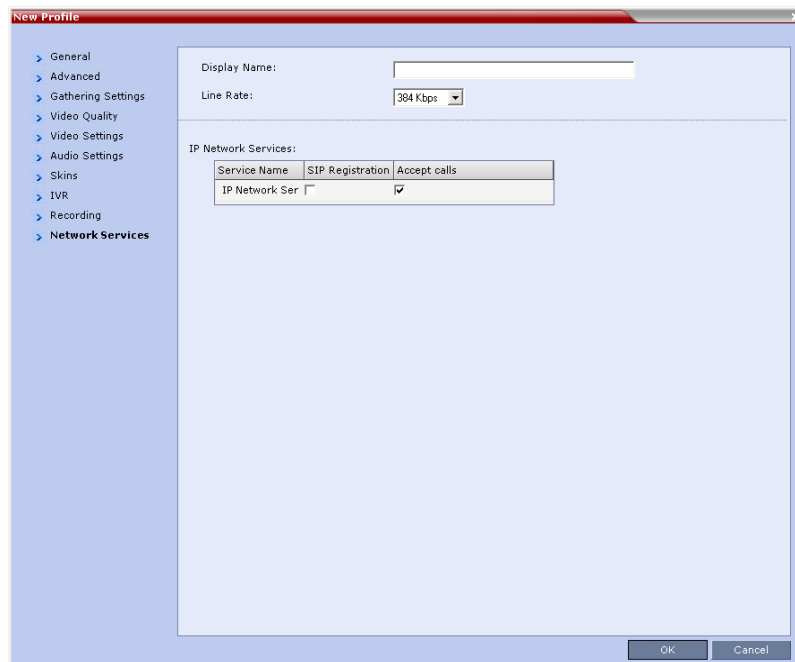 New Profile
General
Advanced
Gathering Settings
Video Quality
Video Settings
Audio Settings
Skins
IVR
Recording
Network Services
Display Name:
Line Rate: 384 Kbps
IP Network Services:
Service Name SIP Registration Accept calls
IP Network Ser
OK Cancel